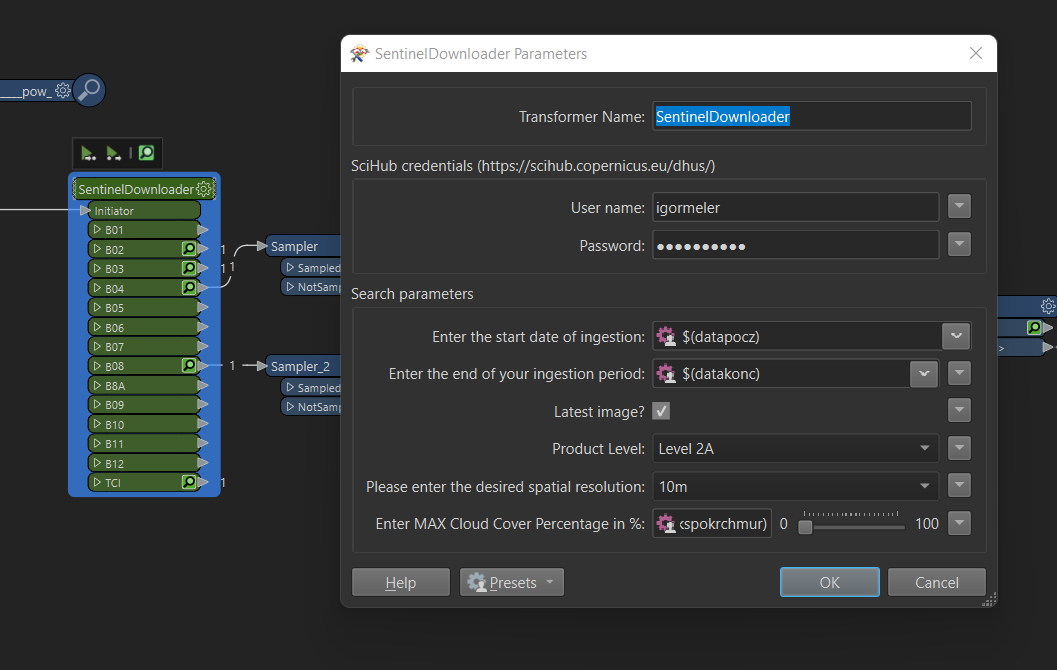 SentinelDownloader Parameters
____pow_
Transformer Name: SentinelDownloader
SciHub credentials (https://scihub.copernicus.eu/dhus/)
User name: igormeler
Password: ●●●●●●●●●●
Search parameters
Enter the start date of ingestion: $(datapocz)
Enter the end of your ingestion period: $(datakonc)
Latest image?
Product Level: Level 2A
Please enter the desired spatial resolution: 10m
Enter MAX Cloud Cover Percentage in %: cspokrchmur) 0 100
Help Presets OK Cancel
SentinelDownloader
Initiator
B01
B02 1
B03 1 1
B04
B05
B06
B07
B08 1
B8A
B09
B10
B11
B12
TCI 1
Sampler
Sampled
NotSam
Sampler_2
Sampled
NotSam
>